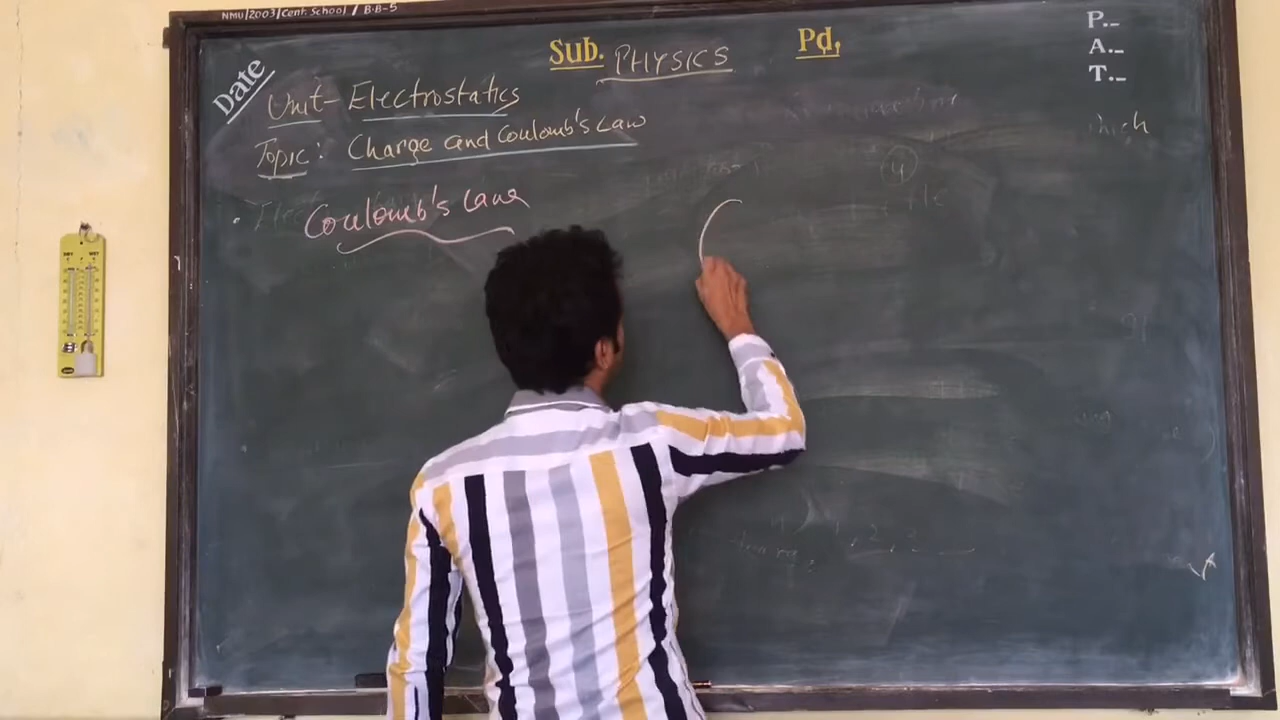 NMU/2003/Cent. School / B.B-5
Date
Sub. PHYSICS
Pd,
P.-
A.-
T.-
Unit- Electrostatics
Topic: Charge and Coulomb's Law
Coulomb's Law